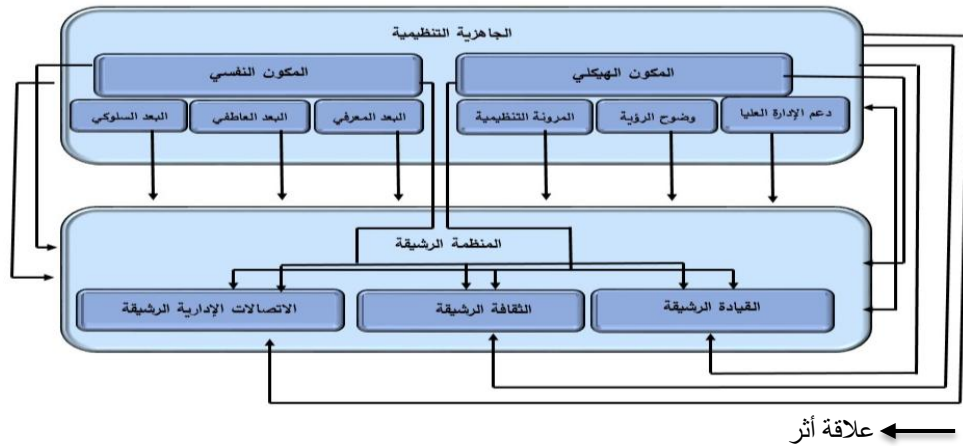 الجاهزية التنظيمية
المكون الهيكلي
المكون النفسي
دعم الإدارة العليا
وضوح الرؤية
المرونة التنظيمية
البعد المعرفي
البعد العاطفي
البعد السلوكي
المنظمة الرشيقة
القيادة الرشيقة
الثقافة الرشيقة
الاتصالات الإدارية الرشيقة
علاقة أثر